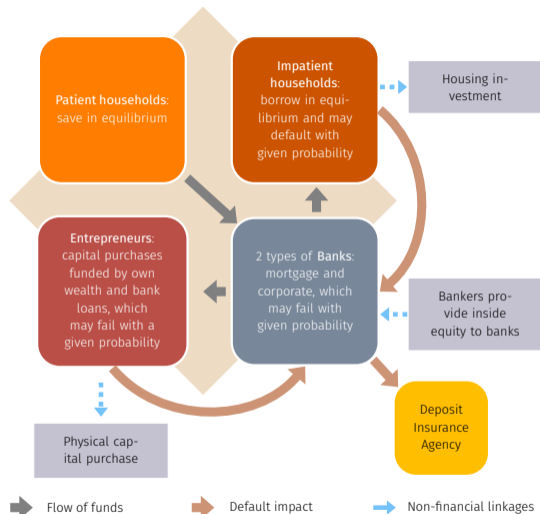 Patient households:
save in equilibrium
Impatient
households:
borrow in equi-
librium and may
default with
given probability
Housing in-
vestment
Entrepreneurs:
capital purchases
funded by own
wealth and bank
loans, which
may fail with a
given probability
2 types of Banks:
mortgage and
corporate, which
may fail with
given probability
Bankers pro-
vide inside
equity to banks
Physical cap-
ital purchase
Deposit
Insurance
Agency
Flow of funds
Default impact
Non-financial linkages